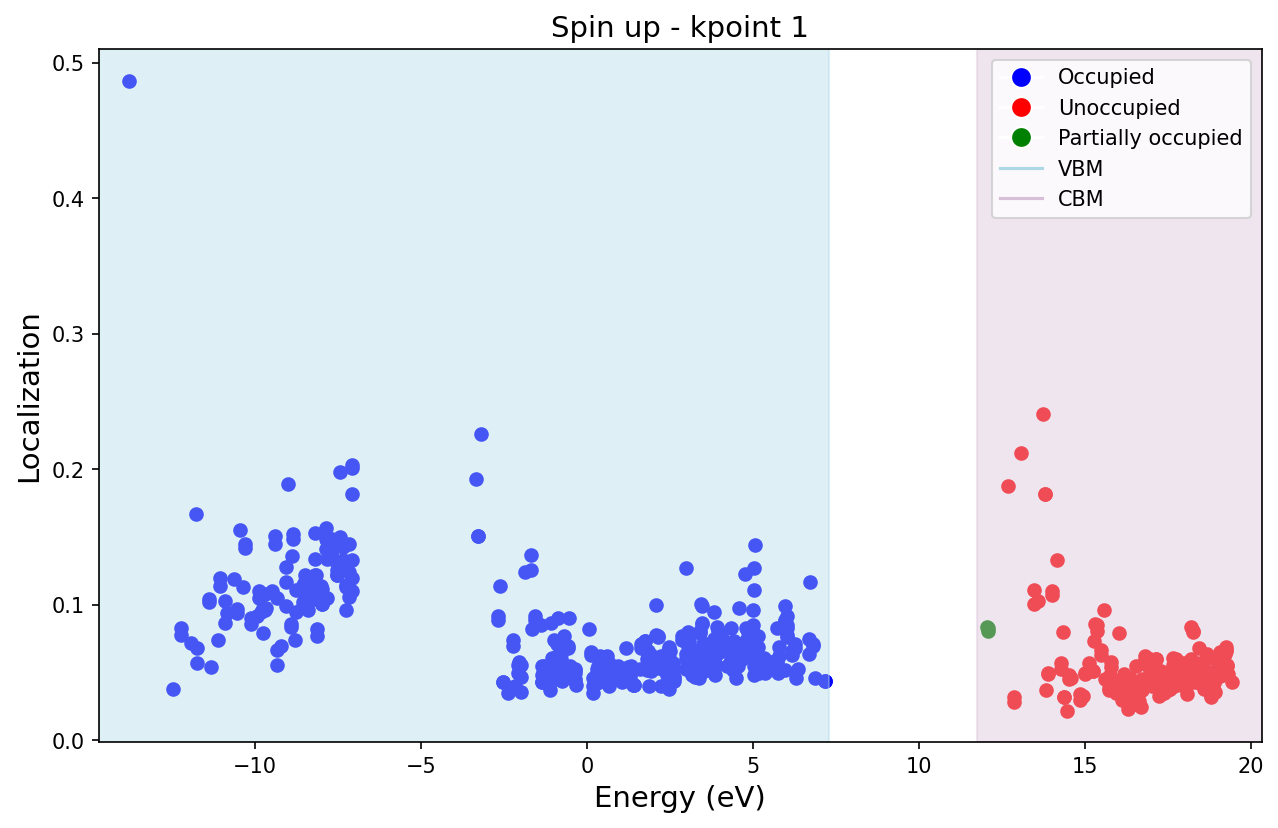 Spin up - kpoint 1
Localization
0.5
0.4
0.3
0.2
0.1
0.0
−10
−5
0
5
10
15
20
Energy (eV)
Occupied
Unoccupied
Partially occupied
VBM
CBM